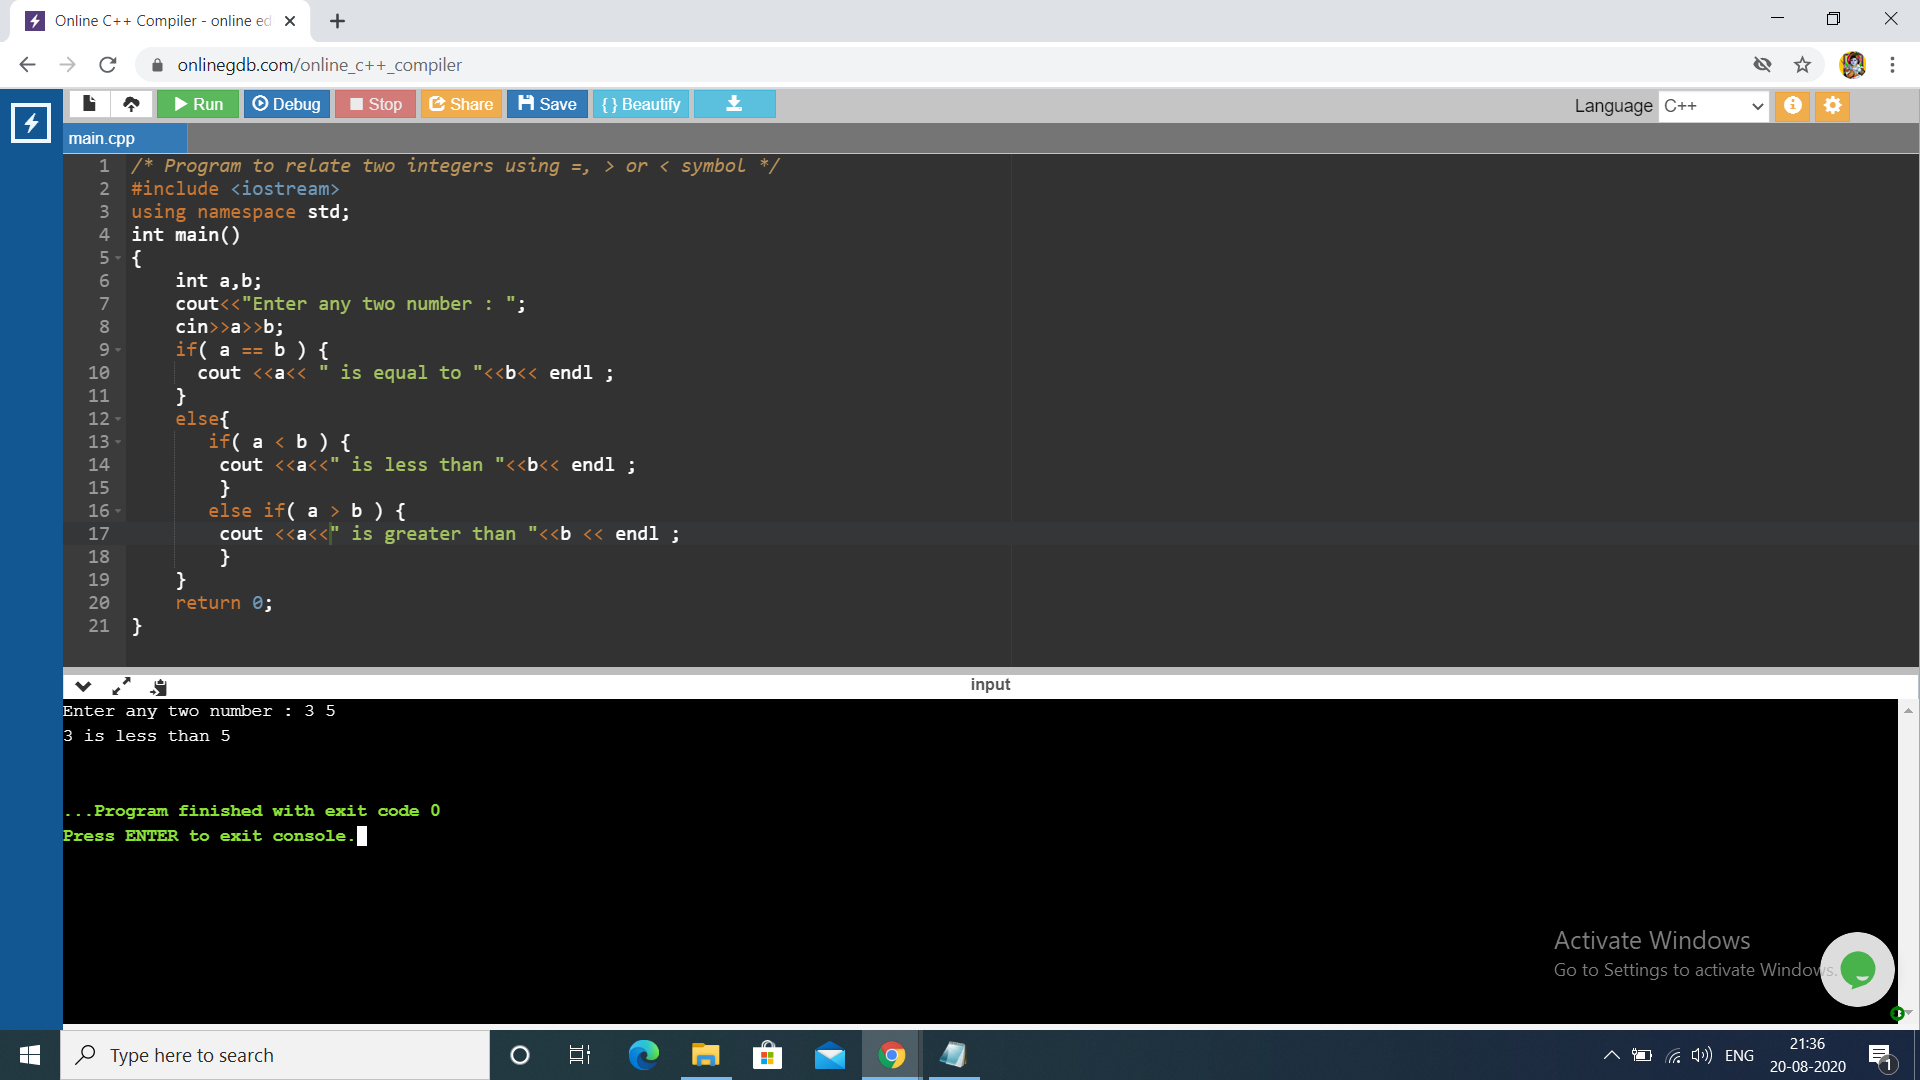 Online C++ Compiler - online ed
onlinegdb.com/online_c++_compiler
Run Debug Stop Share Save { } Beautify
Language C++
main.cpp
1 /* Program to relate two integers using =, > or < symbol */
2 #include <iostream>
3 using namespace std;
4 int main()
5 {
6     int a,b;
7     cout<<"Enter any two number : ";
8     cin>>a>>b;
9     if( a == b ) {
10       cout <<a<< " is equal to "<<b<< endl ;
11     }
12     else{
13        if( a < b ) {
14         cout <<a<<" is less than "<<b<< endl ;
15         }
16        else if( a > b ) {
17         cout <<a<<" is greater than "<<b << endl ;
18         }
19     }
20     return 0;
21 }
input
Enter any two number : 3 5
3 is less than 5
...Program finished with exit code 0
Press ENTER to exit console.
Activate Windows
Go to Settings to activate Windows.
Type here to search
ENG
21:36
20-08-2020
1